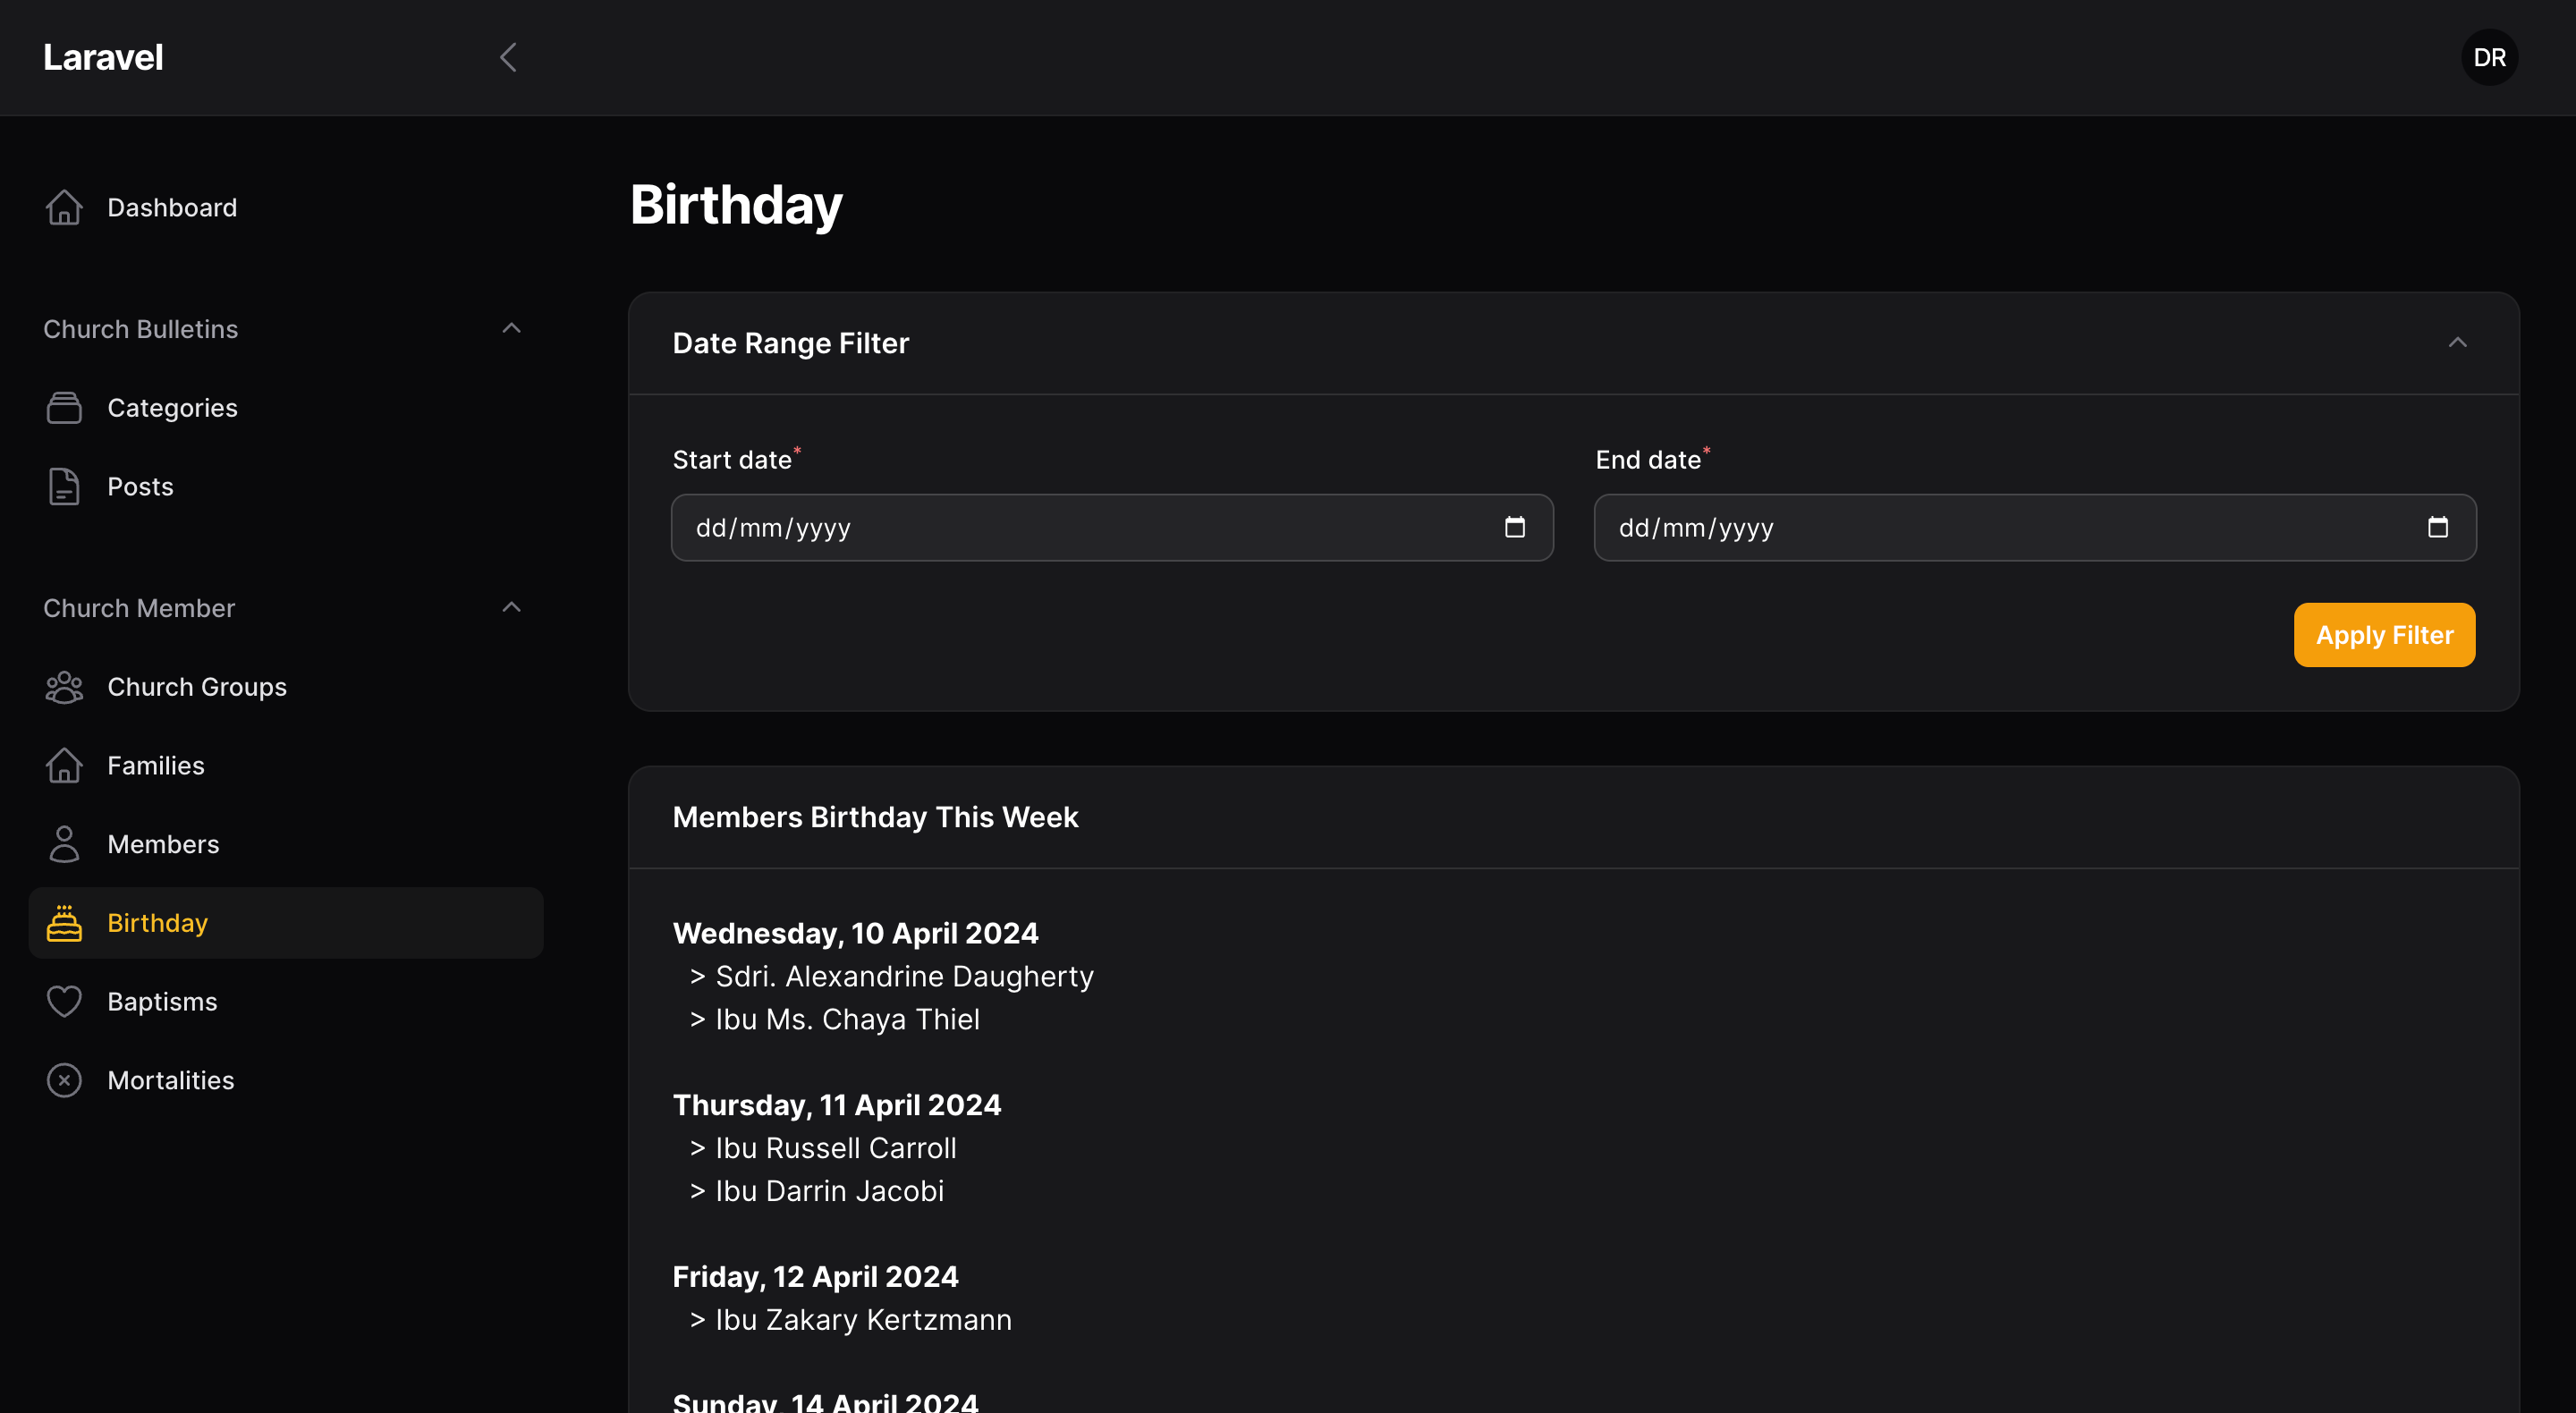 Laravel
DR
Dashboard
Church Bulletins
Categories
Posts
Church Member
Church Groups
Families
Members
Birthday
Baptisms
Mortalities
Birthday
Date Range Filter
Start date*
End date*
dd/mm/yyyy
dd/mm/yyyy
Apply Filter
Members Birthday This Week
Wednesday, 10 April 2024
> Sdri. Alexandrine Daugherty
> Ibu Ms. Chaya Thiel
Thursday, 11 April 2024
> Ibu Russell Carroll
> Ibu Darrin Jacobi
Friday, 12 April 2024
> Ibu Zakary Kertzmann
Sunday, 14 April 2024